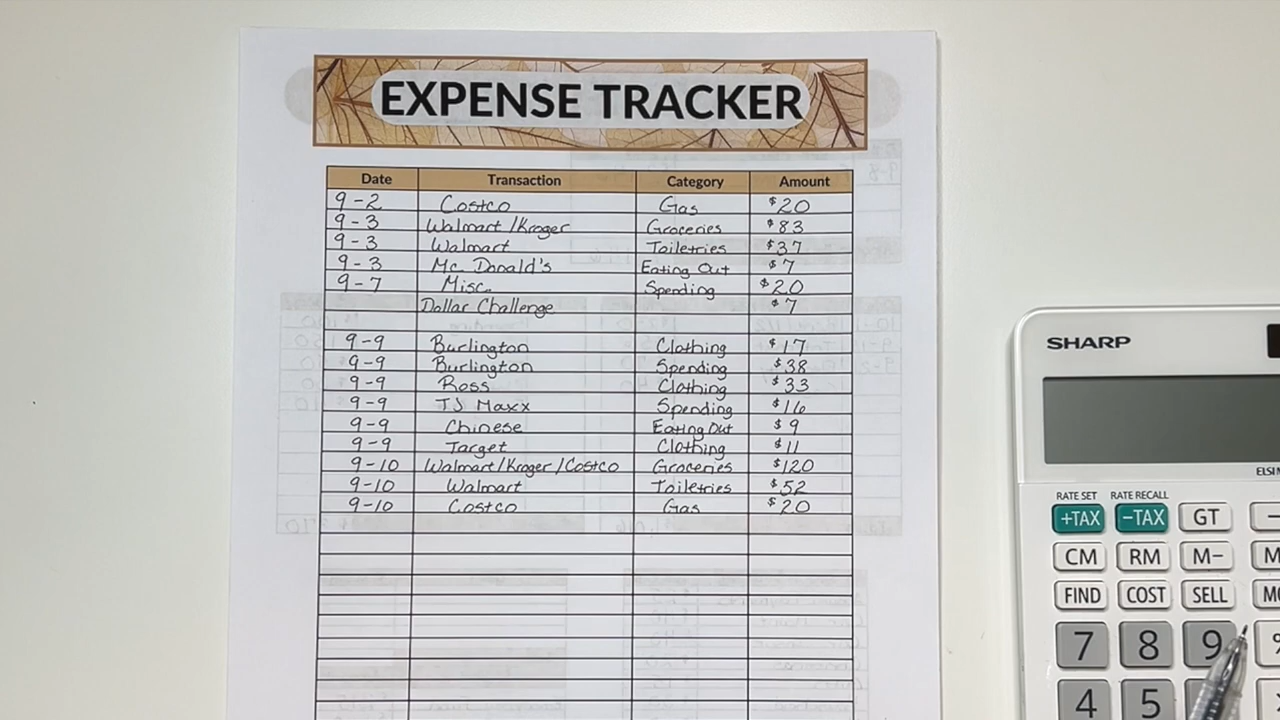 EXPENSE TRACKER
Date Transaction Category Amount
9-2 Costco Gas $20
9-3 Walmart/Kroger Groceries $83
9-3 Walmart Toiletries $37
9-3 Mc Donald's Eating Out $7
9-7 Misc. Spending $20
Dollar Challenge $7
9-9 Burlington Clothing $17
9-9 Burlington Spending $38
9-9 Ross Clothing $33
9-9 TJ Maxx Spending $16
9-9 Chinese Eating Out $9
9-9 Target Clothing $11
9-10 Walmart/Kroger/Costco Groceries $120
9-10 Walmart Toiletries $52
9-10 Costco Gas $20
SHARP
RATE SET RATE RECALL
+TAX -TAX GT
CM RM M-
FIND COST SELL
7 8 9 %
4 5